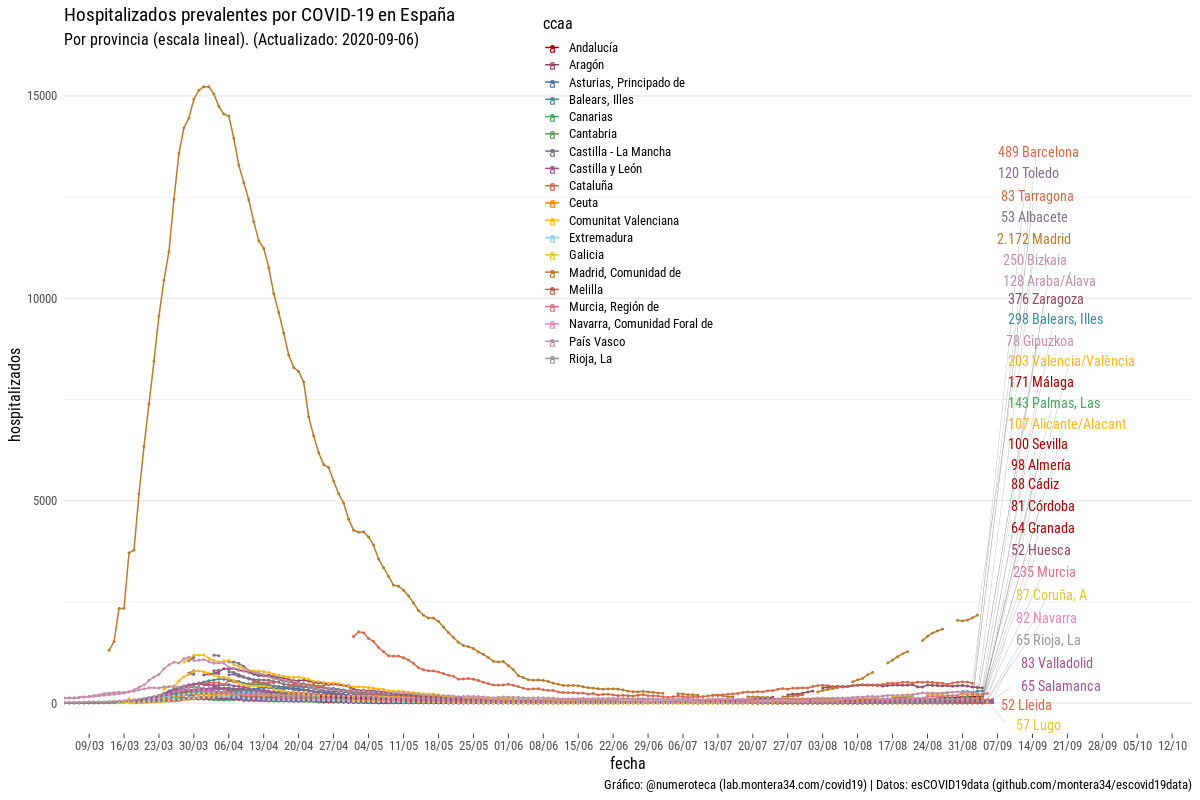 Hospitalizados prevalentes por COVID-19 en España
Por provincia (escala lineal). (Actualizado: 2020-09-06)
ccaa
Andalucía
Aragón
Asturias, Principado de
Balears, Illes
Canarias
Cantabria
Castilla - La Mancha
Castilla y León
Cataluña
Ceuta
Comunitat Valenciana
Extremadura
Galicia
Madrid, Comunidad de
Melilla
Murcia, Región de
Navarra, Comunidad Foral de
País Vasco
Rioja, La
hospitalizados
15000
10000
5000
0
489 Barcelona
120 Toledo
83 Tarragona
53 Albacete
2.172 Madrid
250 Bizkaia
128 Araba/Álava
376 Zaragoza
298 Balears, Illes
78 Gipuzkoa
203 Valencia/València
171 Málaga
143 Palmas, Las
107 Alicante/Alacant
100 Sevilla
98 Almería
88 Cádiz
81 Córdoba
64 Granada
52 Huesca
235 Murcia
87 Coruña, A
82 Navarra
65 Rioja, La
83 Valladolid
65 Salamanca
52 Lleida
57 Lugo
09/03 16/03 23/03 30/03 06/04 13/04 20/04 27/04 04/05 11/05 18/05 25/05 01/06 08/06 15/06 22/06 29/06 06/07 13/07 20/07 27/07 03/08 10/08 17/08 24/08 31/08 07/09 14/09 21/09 28/09 05/10 12/10
fecha
Gráfico: @numeroteca (lab.montera34.com/covid19) | Datos: esCOVID19data (github.com/montera34/escovid19data)